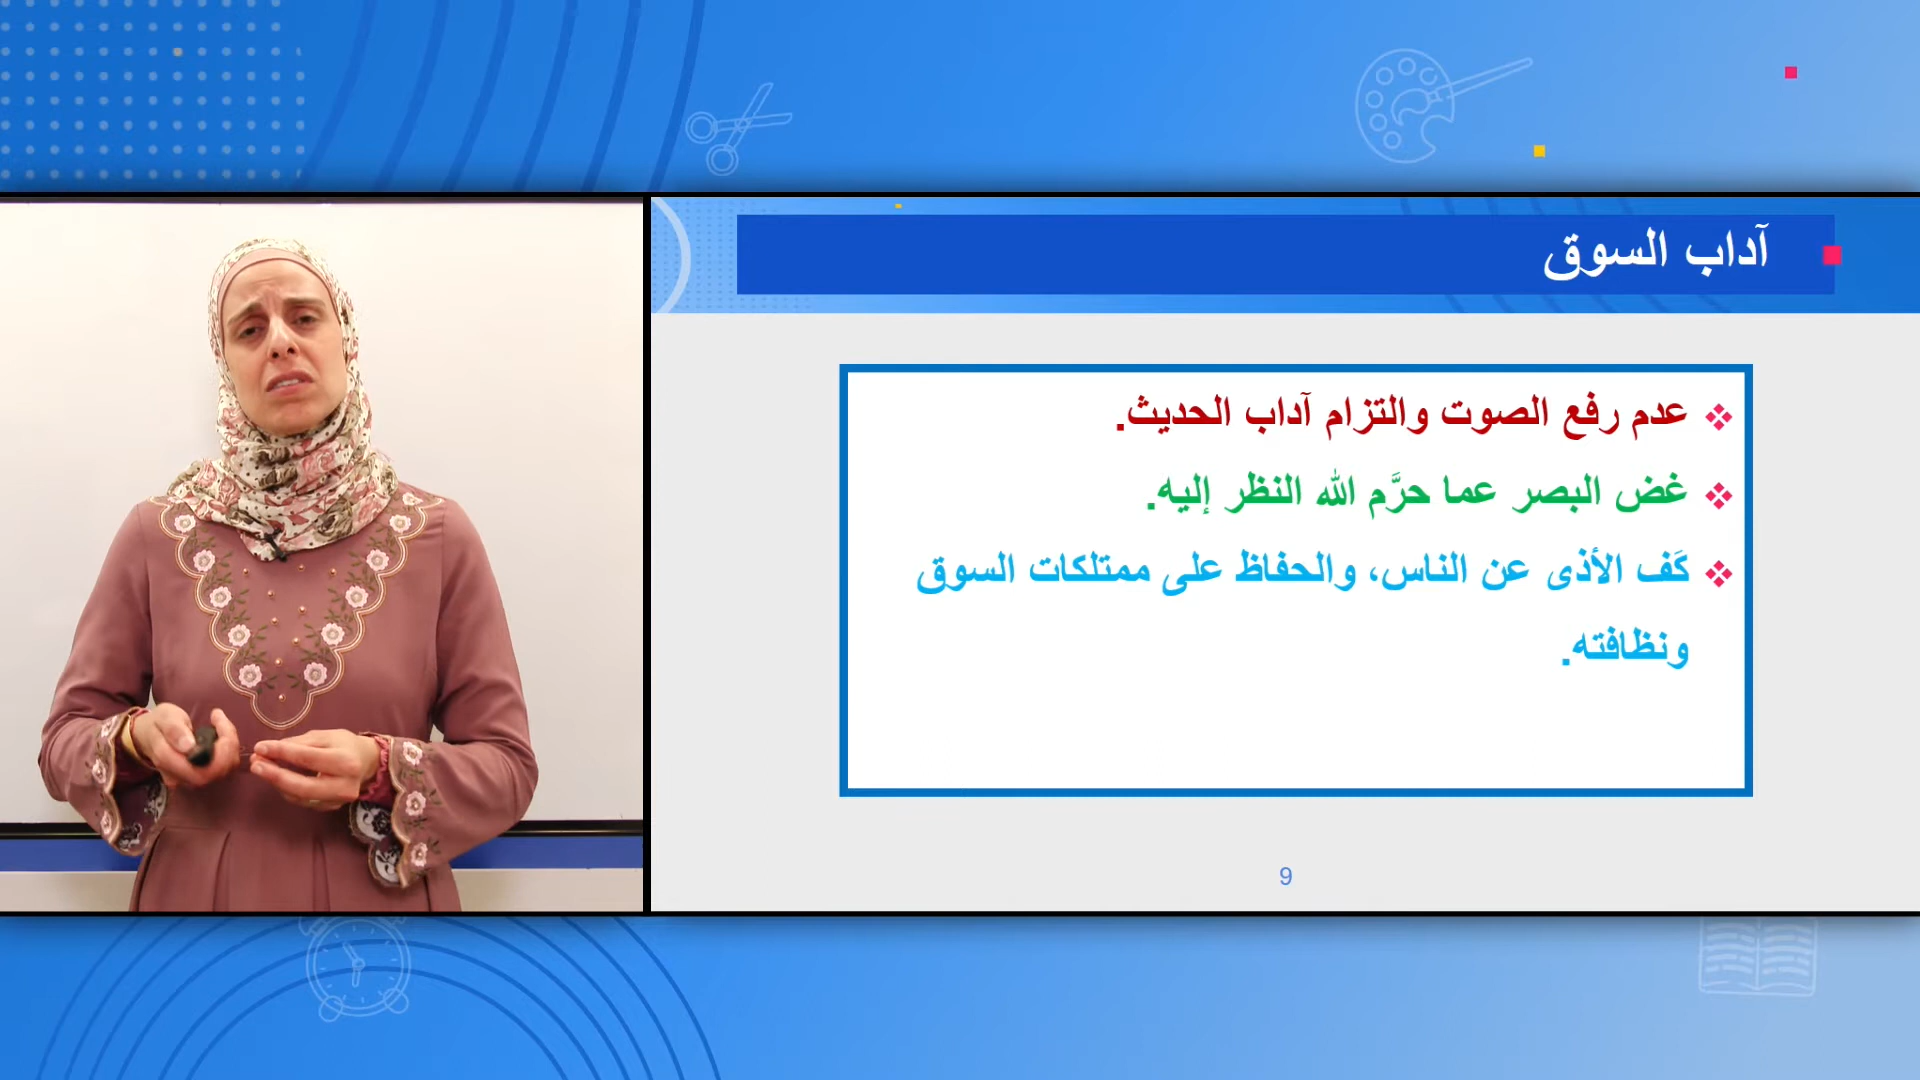 آداب السوق
عدم رفع الصوت والتزام آداب الحديث.
غض البصر عما حرَّم الله النظر إليه.
كَف الأذى عن الناس، والحفاظ على ممتلكات السوق
ونظافته.
9